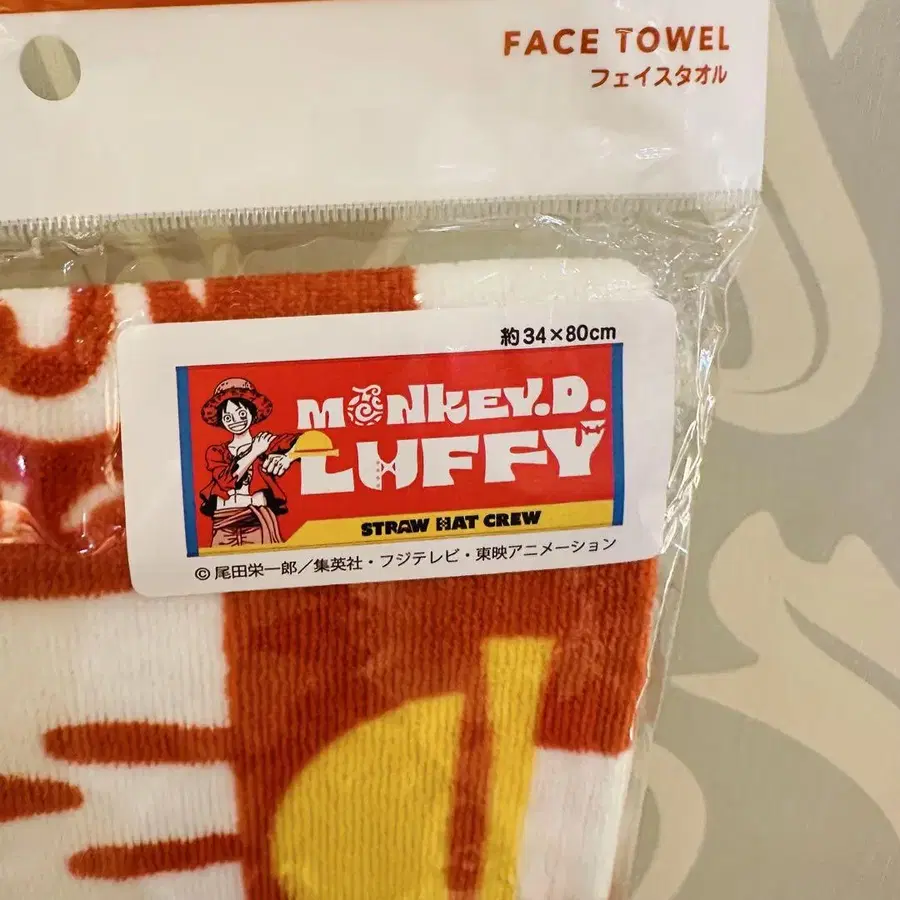 FACE TOWEL
フェイスタオル
約34×80cm
MONKEY.D.
LUFFY
STRAW HAT CREW
© 尾田栄一郎／集英社・フジテレビ・東映アニメーション